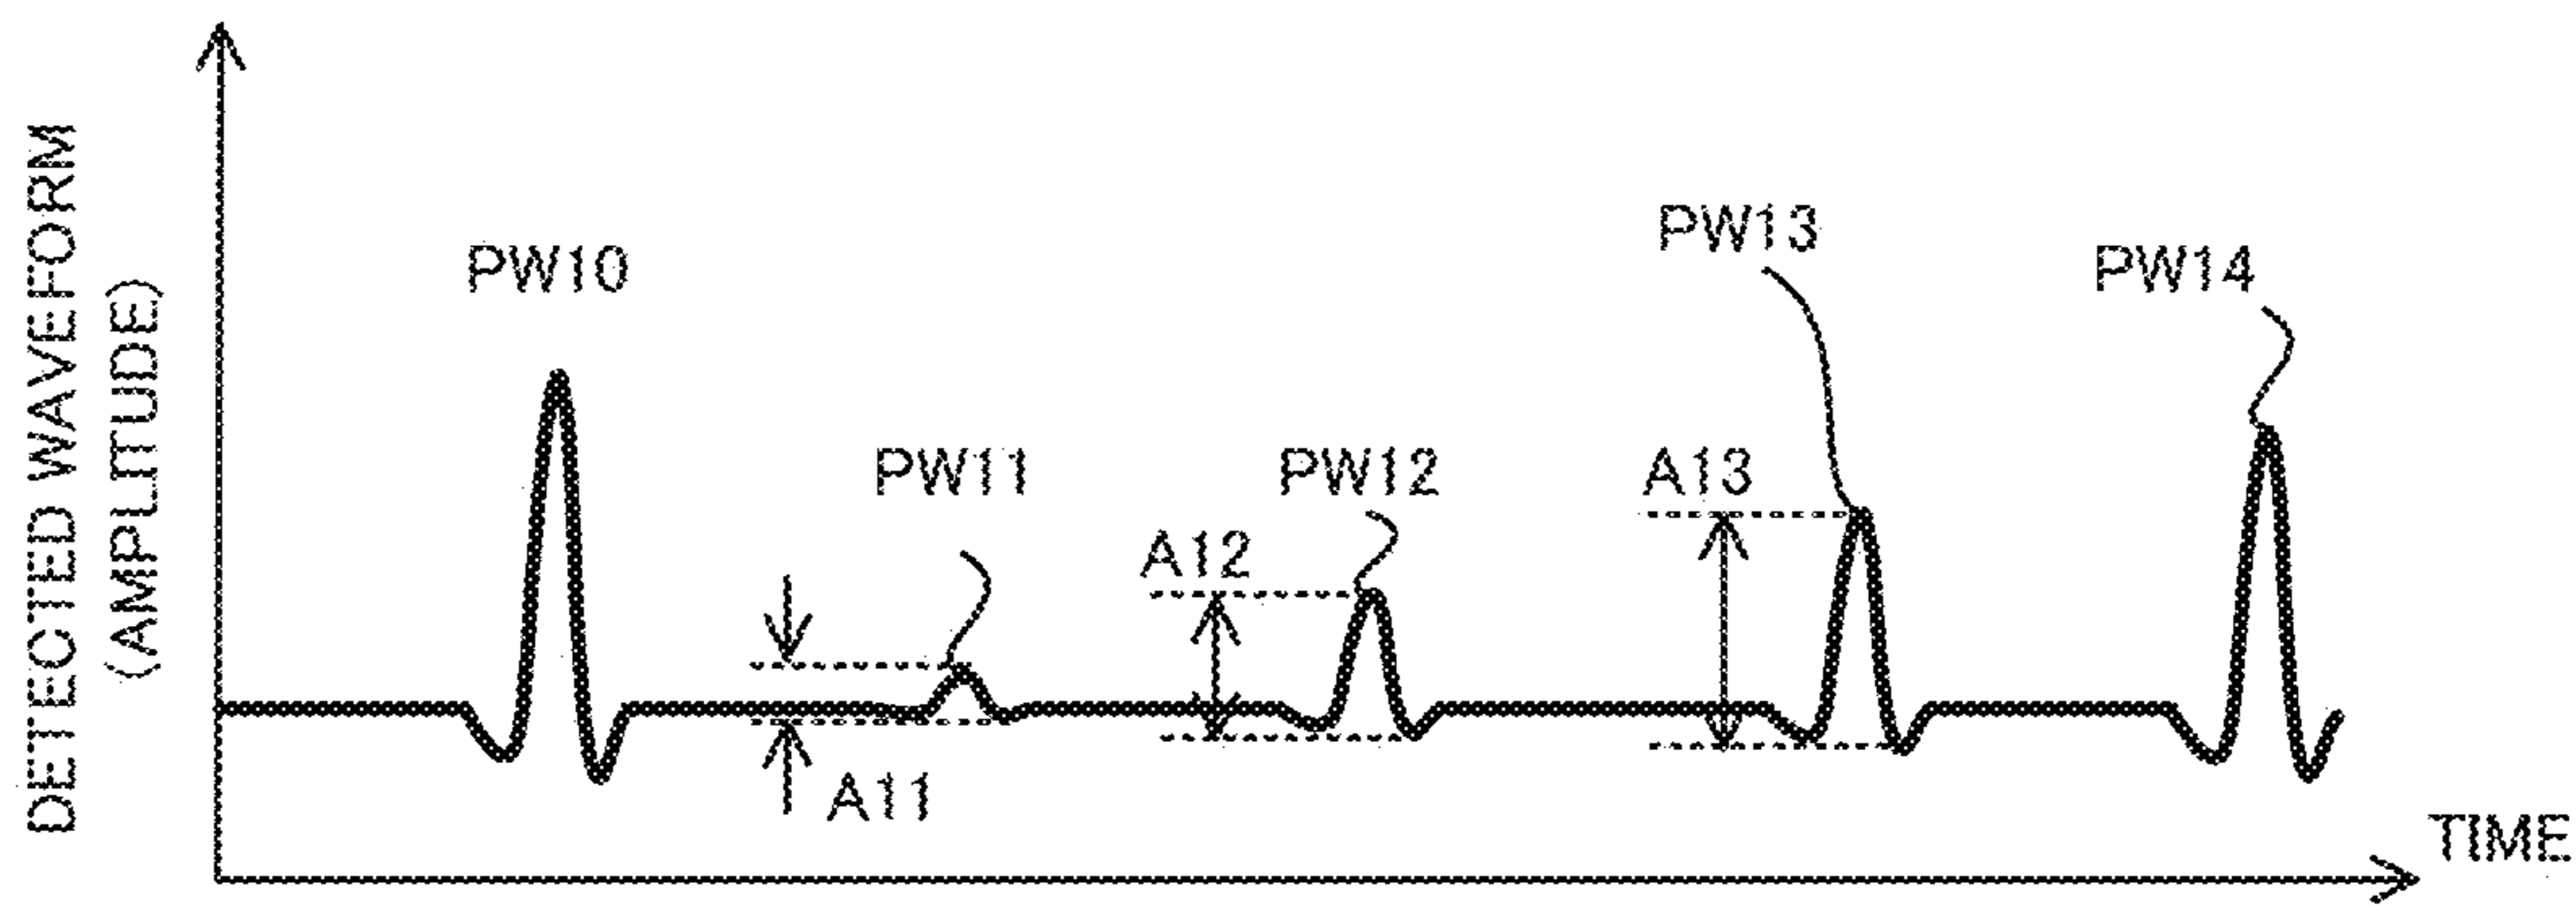 DETECTED WAVEFORM
(AMPLITUDE)
PW10
PW11
PW12
PW13
PW14
A11
A12
A13
TIME